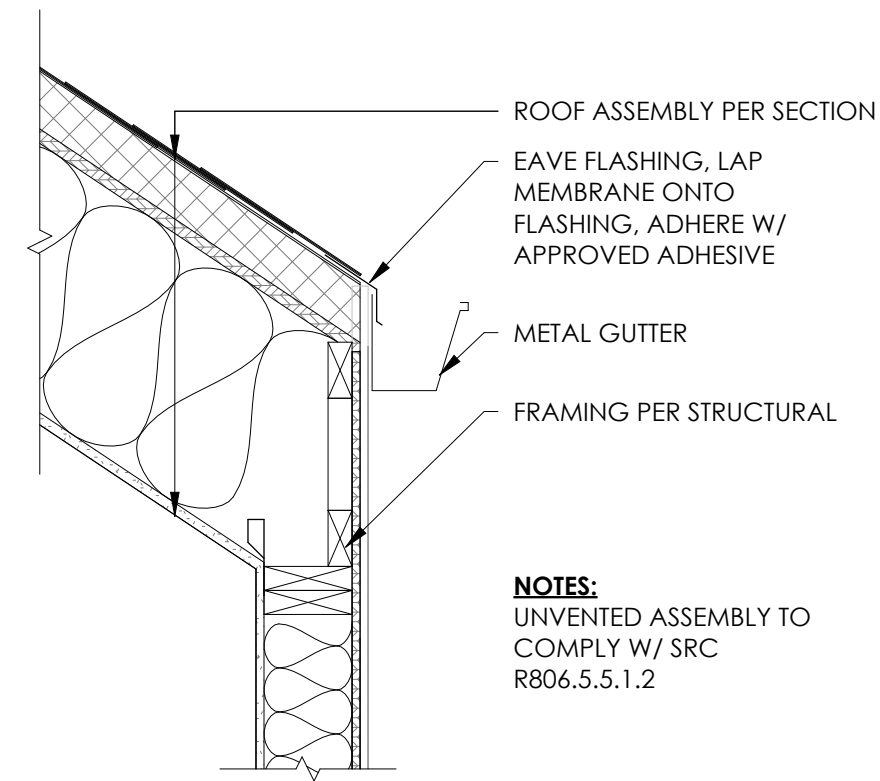 ROOF ASSEMBLY PER SECTION
EAVE FLASHING, LAP
MEMBRANE ONTO
FLASHING, ADHERE W/
APPROVED ADHESIVE
METAL GUTTER
FRAMING PER STRUCTURAL
NOTES:
UNVENTED ASSEMBLY TO
COMPLY W/ SRC
R806.5.5.1.2